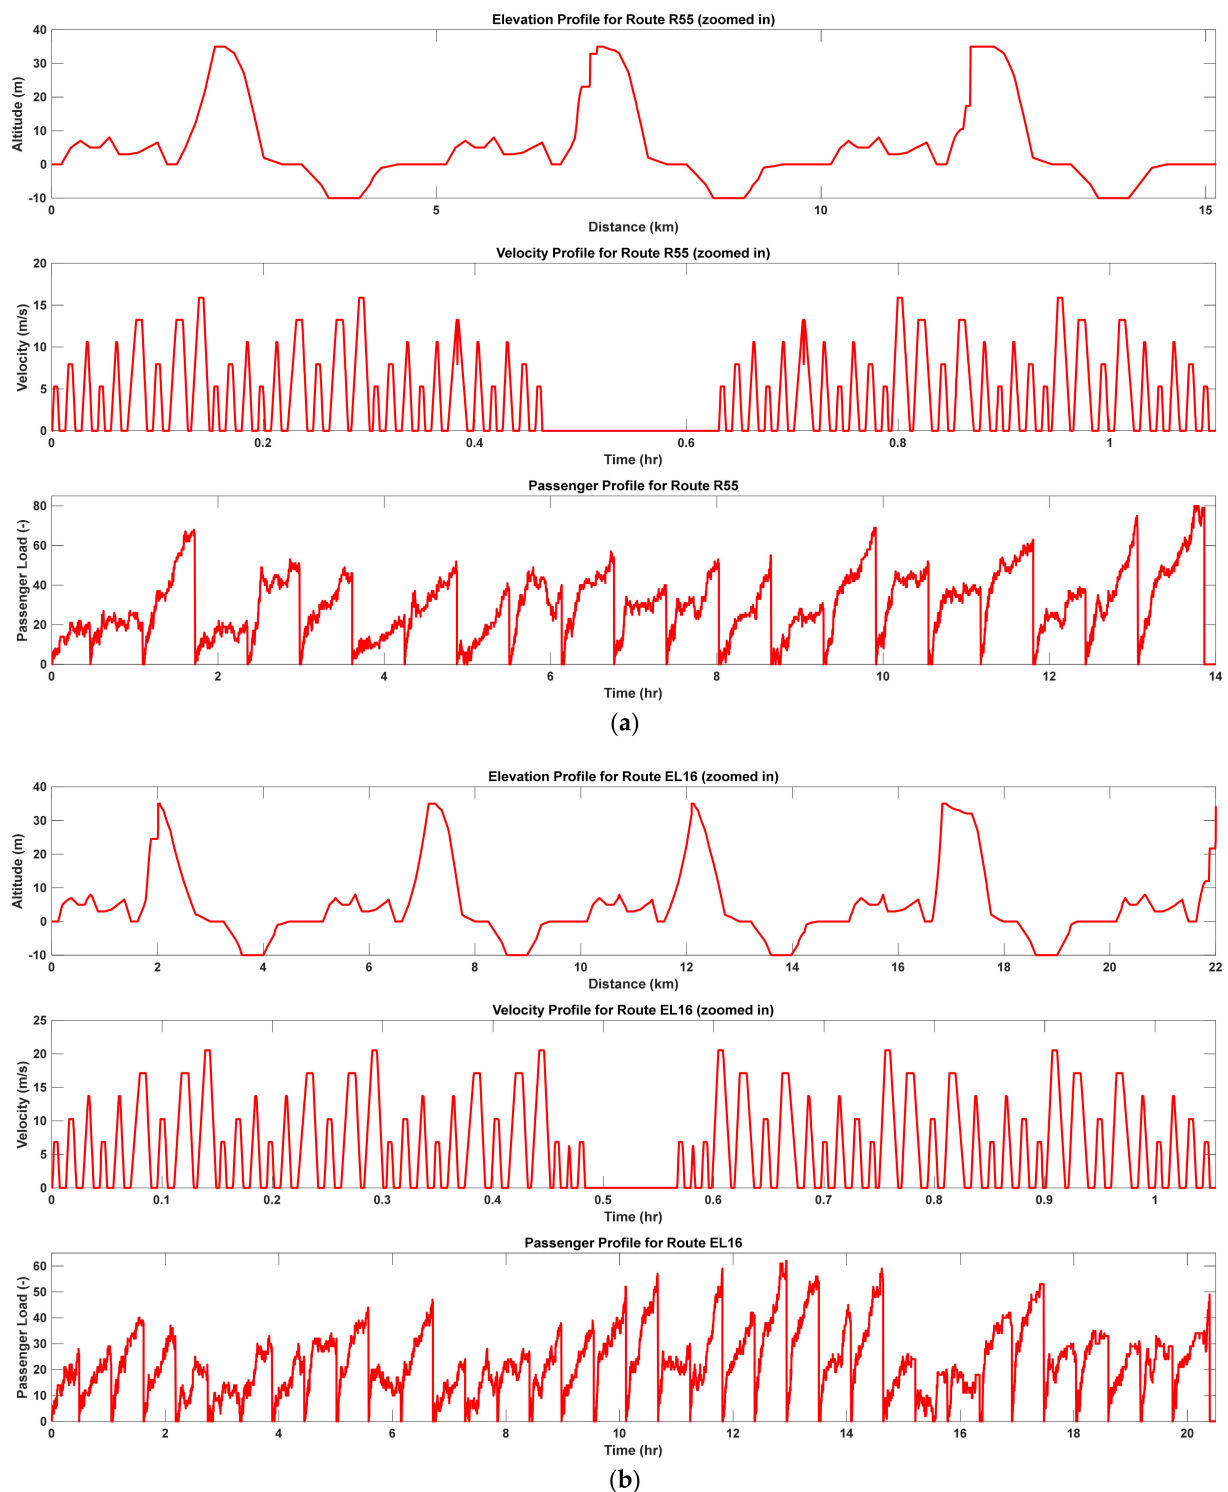 Elevation Profile for Route R55 (zoomed in)
40
30
20
10
0
-10
Altitude (m)
0 5 10 15
Distance (km)
Velocity Profile for Route R55 (zoomed in)
20
15
10
5
0
Velocity (m/s)
0 0.2 0.4 0.6 0.8 1
Time (hr)
Passenger Profile for Route R55
80
60
40
20
0
Passenger Load (-)
0 2 4 6 8 10 12 14
Time (hr)
(a)
Elevation Profile for Route EL16 (zoomed in)
40
30
20
10
0
-10
Altitude (m)
0 2 4 6 8 10 12 14 16 18 20 22
Distance (km)
Velocity Profile for Route EL16 (zoomed in)
25
20
15
10
5
0
Velocity (m/s)
0 0.1 0.2 0.3 0.4 0.5 0.6 0.7 0.8 0.9 1
Time (hr)
Passenger Profile for Route EL16
60
50
40
30
20
10
0
Passenger Load (-)
0 2 4 6 8 10 12 14 16 18 20
Time (hr)
(b)